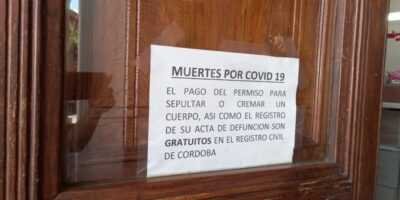 MUERTES POR COVID 19
EL PAGO DEL PERMISO PARA
SEPULTAR O CREMAR UN
CUERPO, ASI COMO EL REGISTRO
DE SU ACTA DE DEFUNCION SON
GRATUITOS EN EL REGISTRO CIVIL
DE CORDOBA